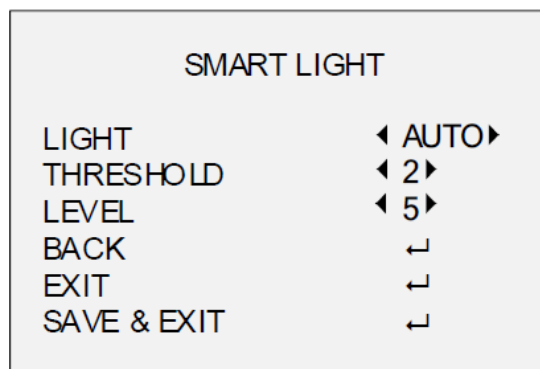 SMART LIGHT
LIGHT ◂ AUTO ▸
THRESHOLD ◂ 2 ▸
LEVEL ◂ 5 ▸
BACK ↵
EXIT ↵
SAVE & EXIT ↵